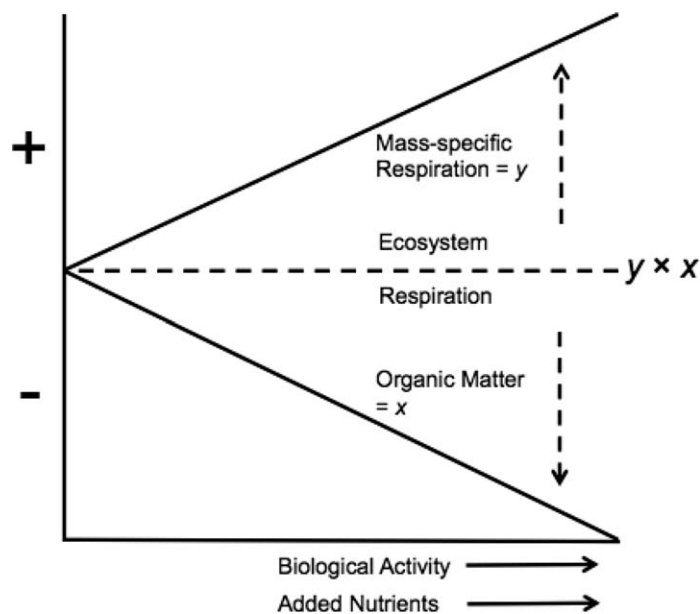 +
Mass-specific
Respiration = y
Ecosystem
y × x
Respiration
-
Organic Matter
= x
Biological Activity
Added Nutrients